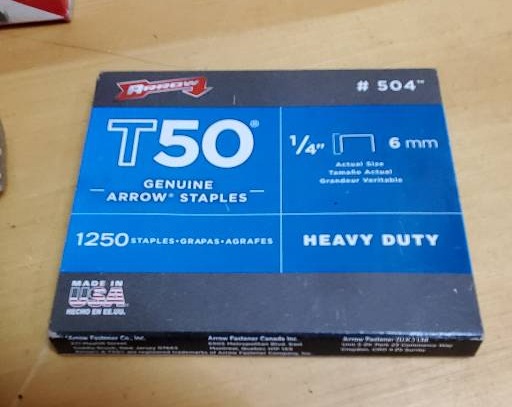 ARROW
# 504™
T50®
GENUINE
ARROW® STAPLES
1/4" 6 mm
Actual Size
Tamaño Actual
Grandeur Veritable
1250 STAPLES•GRAPAS•AGRAFES
HEAVY DUTY
MADE IN
USA
HECHO EN EE.UU.
Arrow Fastener Co., Inc.
Arrow Fastener Canada Inc.
Arrow Fastener (U.K.) Ltd